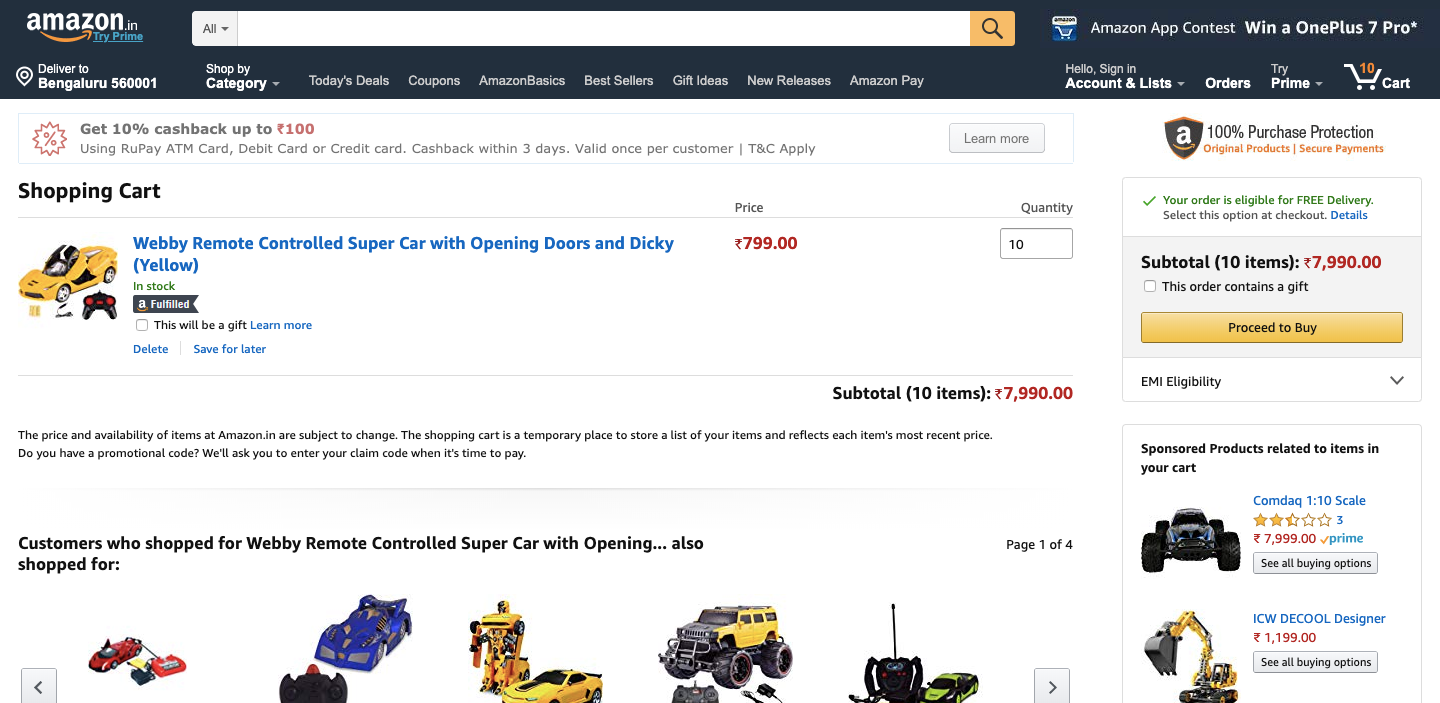 amazon.in
Try Prime
All
amazon
Amazon App Contest Win a OnePlus 7 Pro*
Deliver to
Bengaluru 560001
Shop by
Category
Today's Deals
Coupons
AmazonBasics
Best Sellers
Gift Ideas
New Releases
Amazon Pay
Hello, Sign in
Account & Lists
Orders
Try
Prime
10
Cart
%
Get 10% cashback up to ₹100
Using RuPay ATM Card, Debit Card or Credit card. Cashback within 3 days. Valid once per customer | T&C Apply
Learn more
Shopping Cart
Price
Quantity
Webby Remote Controlled Super Car with Opening Doors and Dicky
(Yellow)
In stock
a Fulfilled
This will be a gift Learn more
Delete
Save for later
₹799.00
10
Subtotal (10 items): ₹7,990.00
The price and availability of items at Amazon.in are subject to change. The shopping cart is a temporary place to store a list of your items and reflects each item's most recent price.
Do you have a promotional code? We'll ask you to enter your claim code when it's time to pay.
Customers who shopped for Webby Remote Controlled Super Car with Opening... also
shopped for:
Page 1 of 4
a
100% Purchase Protection
Original Products | Secure Payments
Your order is eligible for FREE Delivery.
Select this option at checkout. Details
Subtotal (10 items): ₹7,990.00
This order contains a gift
Proceed to Buy
EMI Eligibility
Sponsored Products related to items in
your cart
Comdaq 1:10 Scale
3
₹ 7,999.00 prime
See all buying options
ICW DECOOL Designer
₹ 1,199.00
See all buying options